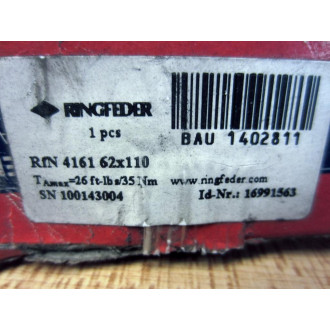 RINGFEDER
1 pcs
BAU 1402811
RfN 4161 62x110
TAmax=26 ft-lbs/35 Nm www.ringfeder.com
SN 100143004 Id-Nr.: 16991563